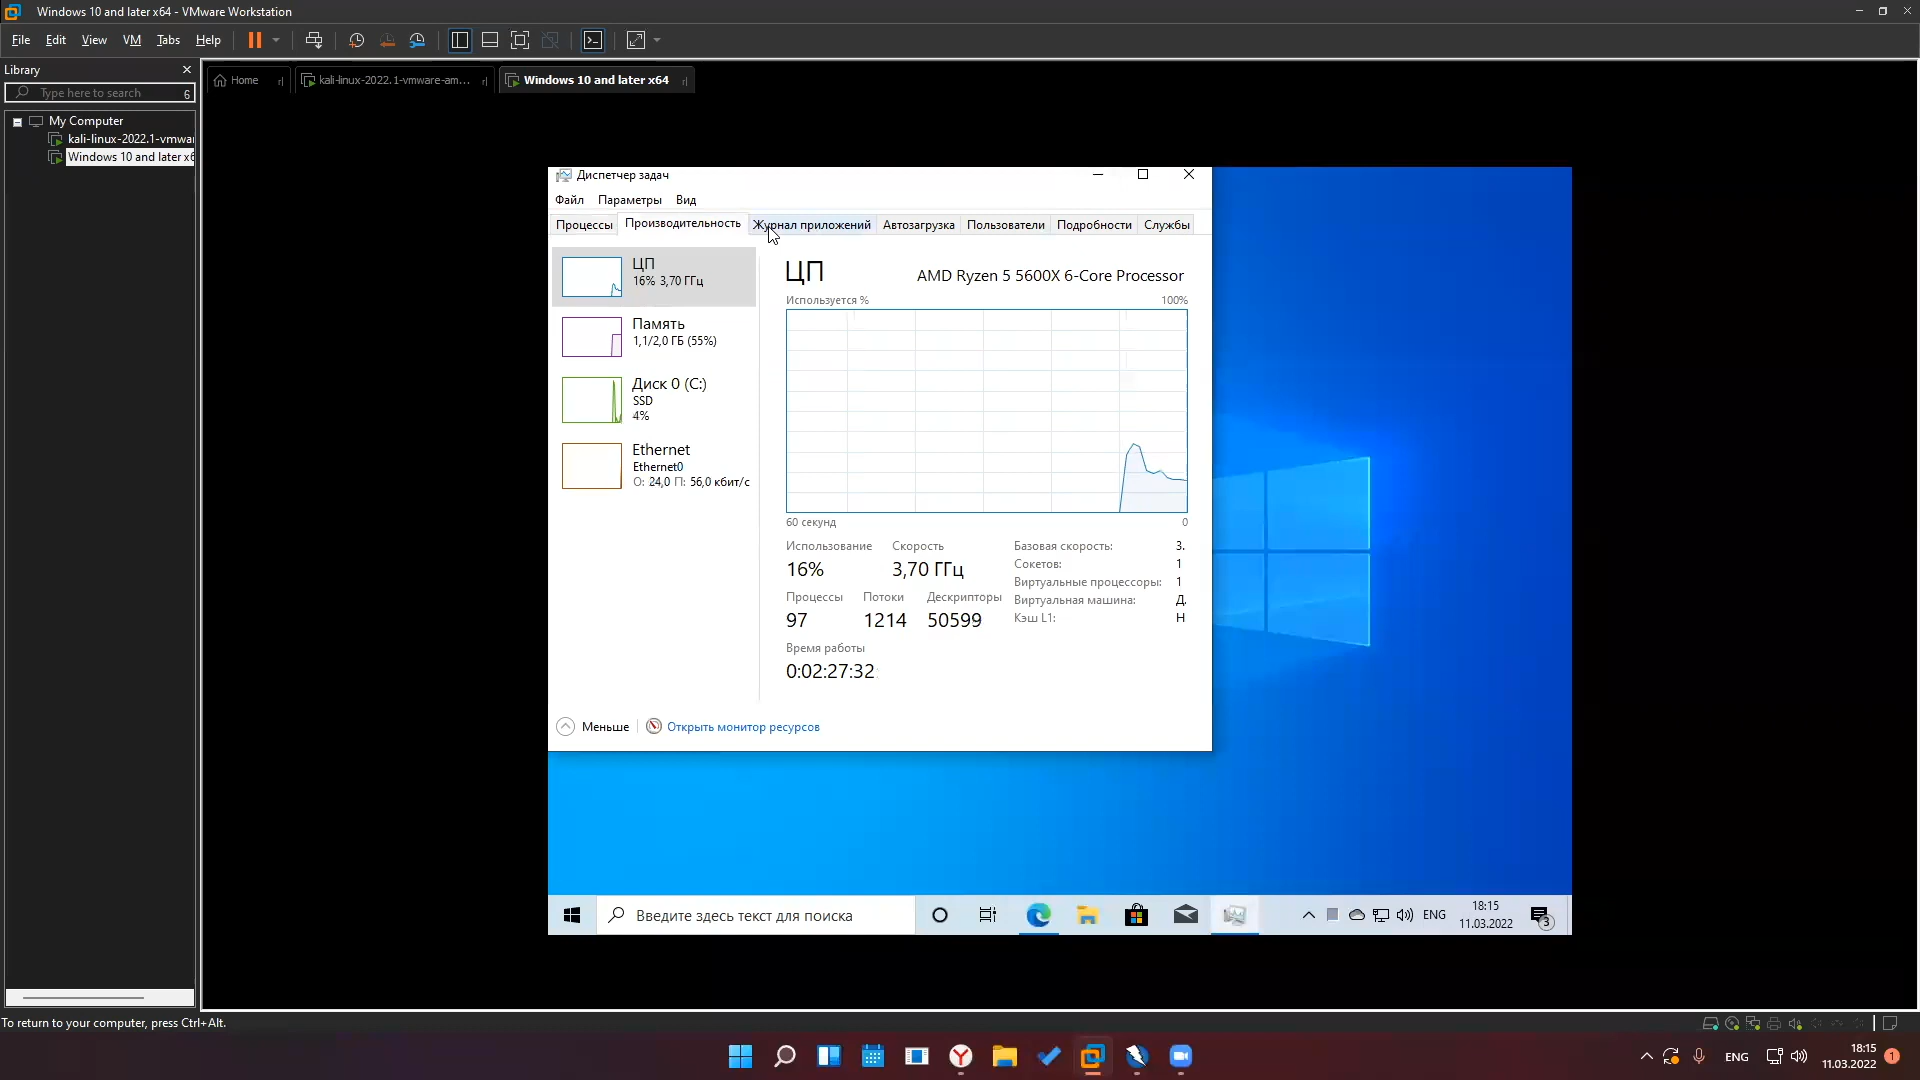 Windows 10 and later x64 - VMware Workstation
File Edit View VM Tabs Help
Library
Type here to search
My Computer
kali-linux-2022.1-vmwar
Windows 10 and later x6
Home
kali-linux-2022.1-vmware-am...
Windows 10 and later x64
Диспетчер задач
Файл Параметры Вид
Процессы Производительность Журнал приложений Автозагрузка Пользователи Подробности Службы
ЦП
16% 3,70 ГГц
Память
1,1/2,0 ГБ (55%)
Диск 0 (C:)
SSD
4%
Ethernet
Ethernet0
О: 24,0 П: 56,0 кбит/с
ЦП
AMD Ryzen 5 5600X 6-Core Processor
Используется %
100%
60 секунд
0
Использование
Скорость
16%
3,70 ГГц
Процессы
Потоки
Дескрипторы
97
1214
50599
Время работы
0:02:27:32
Базовая скорость: 3.
Сокетов: 1
Виртуальные процессоры: 1
Виртуальная машина: Д
Кэш L1: Н
Меньше
Открыть монитор ресурсов
Введите здесь текст для поиска
ENG
18:15
11.03.2022
3
To return to your computer, press Ctrl+Alt.
ENG
18:15
11.03.2022
1